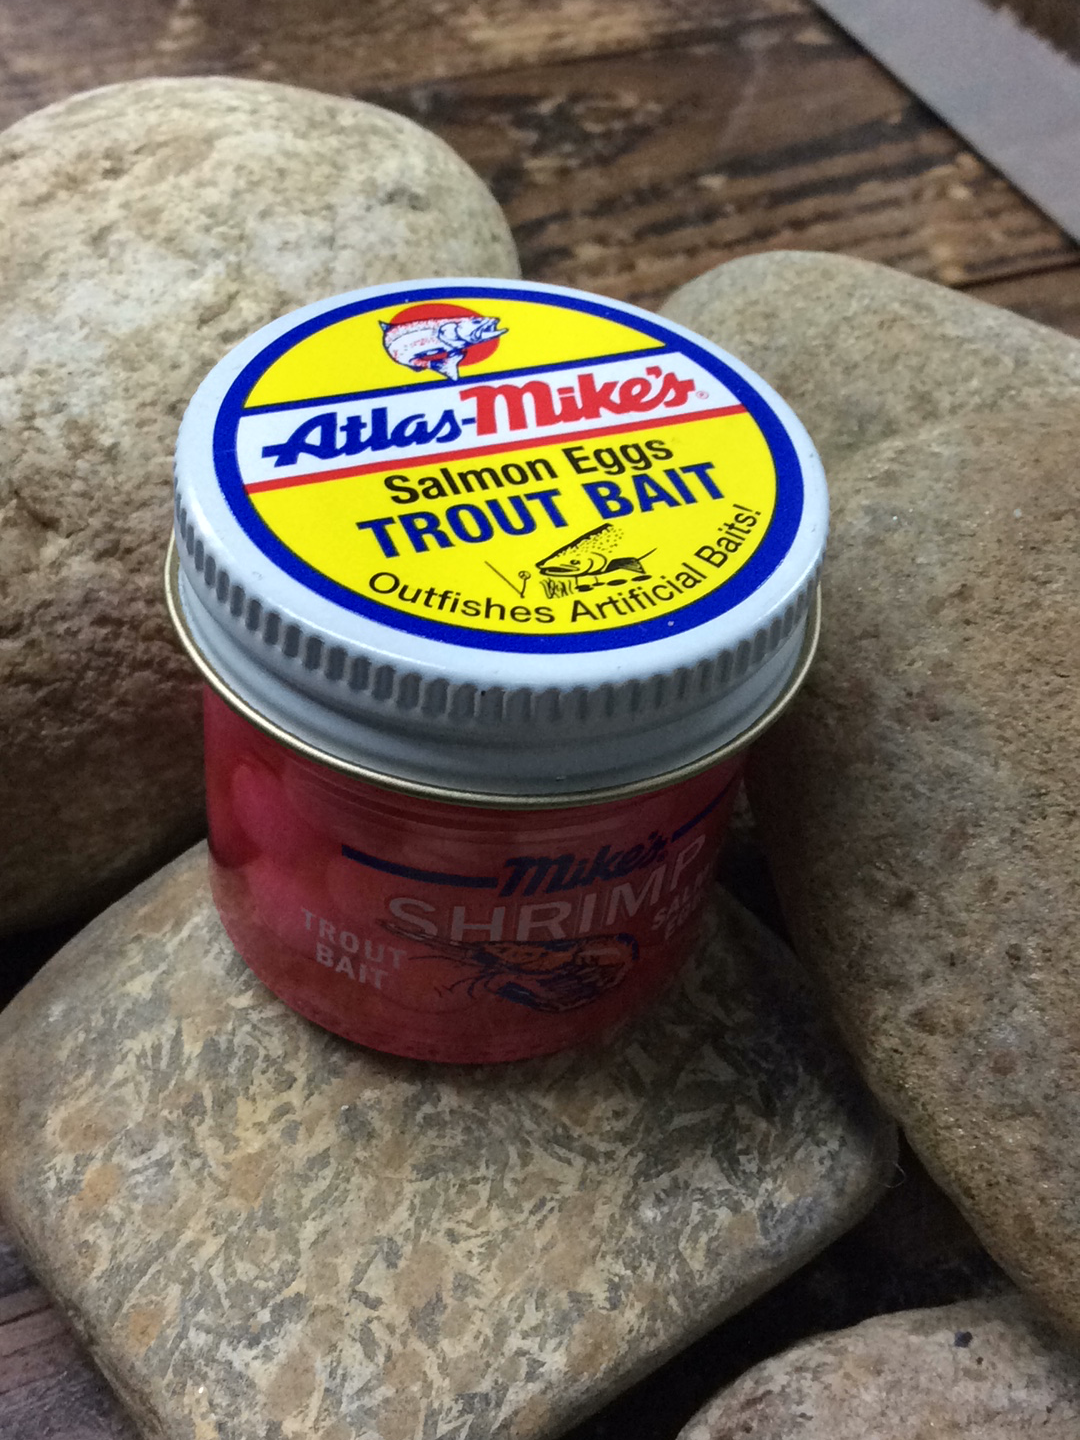 Atlas-Mike's®
Salmon Eggs
TROUT BAIT
Outfishes Artificial Baits!
Mike's
SHRIMP
TROUT
BAIT